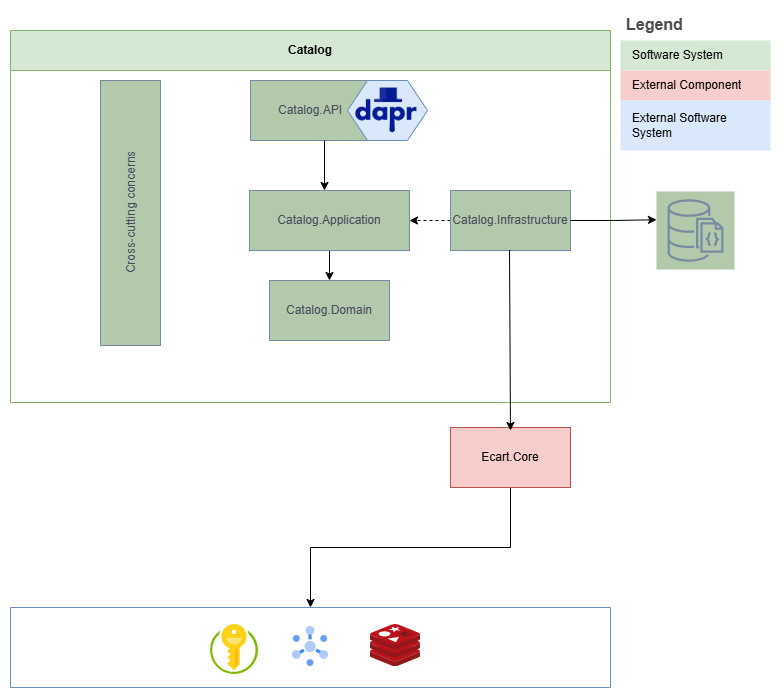 Legend
Catalog
Software System
External Component
External Software
System
Catalog.API
dapr
Cross-cutting concerns
Catalog.Application
Catalog.Infrastructure
{}
Catalog.Domain
Ecart.Core